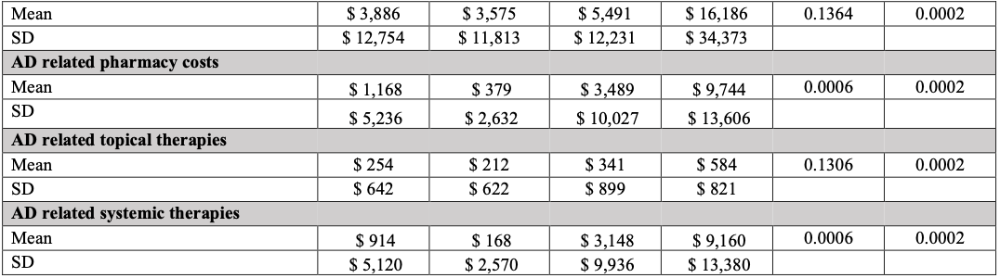 Mean $ 3,886 $ 3,575 $ 5,491 $ 16,186 0.1364 0.0002
SD $ 12,754 $ 11,813 $ 12,231 $ 34,373
AD related pharmacy costs
Mean $ 1,168 $ 379 $ 3,489 $ 9,744 0.0006 0.0002
SD $ 5,236 $ 2,632 $ 10,027 $ 13,606
AD related topical therapies
Mean $ 254 $ 212 $ 341 $ 584 0.1306 0.0002
SD $ 642 $ 622 $ 899 $ 821
AD related systemic therapies
Mean $ 914 $ 168 $ 3,148 $ 9,160 0.0006 0.0002
SD $ 5,120 $ 2,570 $ 9,936 $ 13,380